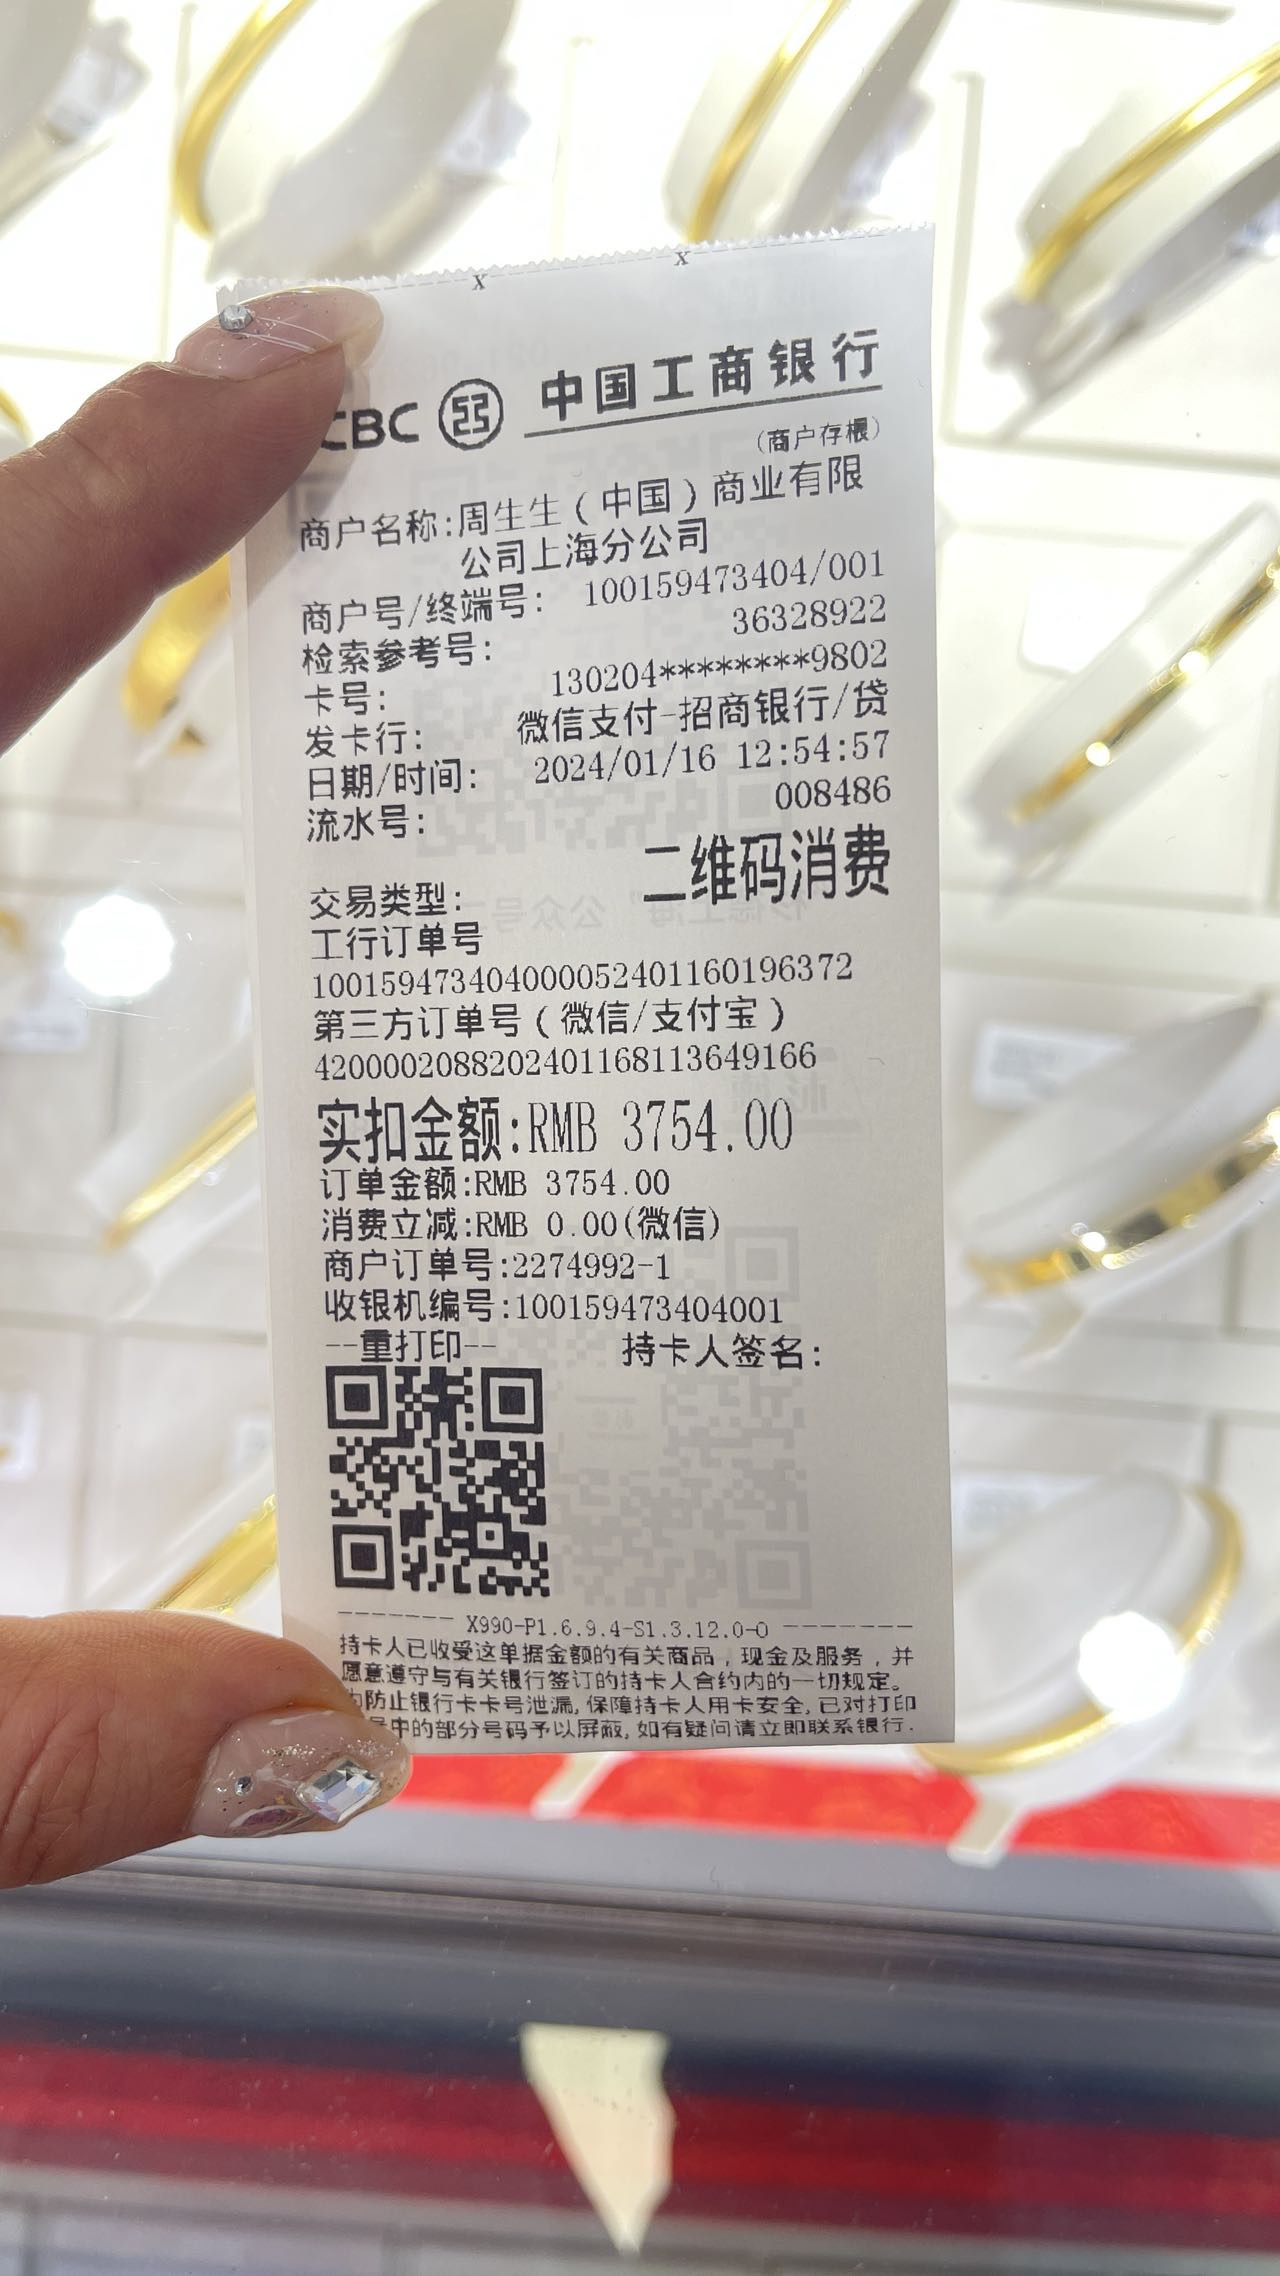 X X
CBC 中国工商银行
(商户存根)
商户名称:周生生(中国)商业有限
公司上海分公司
商户号/终端号: 100159473404/001
检索参考号: 36328922
卡号: 130204********9802
发卡行: 微信支付-招商银行/贷
日期/时间: 2024/01/16 12:54:57
流水号: 008486
交易类型: 二维码消费
工行订单号
100159473404000052401160196372
第三方订单号(微信/支付宝)
4200002088202401168113649166
实扣金额:RMB 3754.00
订单金额:RMB 3754.00
消费立减:RMB 0.00(微信)
商户订单号:2274992-1
收银机编号:100159473404001
--重打印-- 持卡人签名:
------- X990-P1.6.9.4-S1.3.12.0-O -------
持卡人已收受这单据金额的有关商品,现金及服务,并
愿意遵守与有关银行签订的持卡人合约内的一切规定。
防止银行卡卡号泄漏,保障持卡人用卡安全,已对打印
中的部分号码予以屏蔽,如有疑问请立即联系银行.